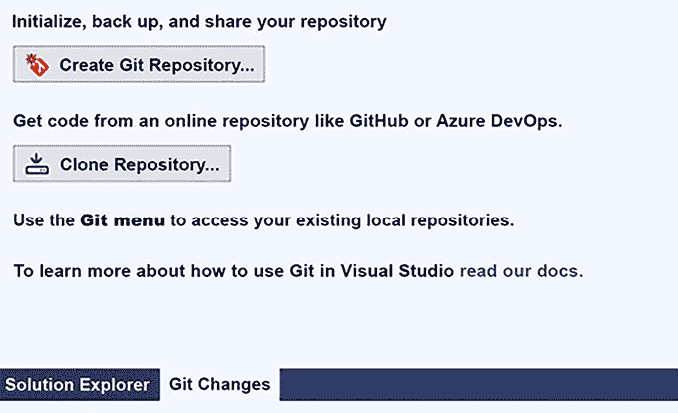 Initialize, back up, and share your repository
Create Git Repository...
Get code from an online repository like GitHub or Azure DevOps.
Clone Repository...
Use the Git menu to access your existing local repositories.
To learn more about how to use Git in Visual Studio read our docs.
Solution Explorer Git Changes